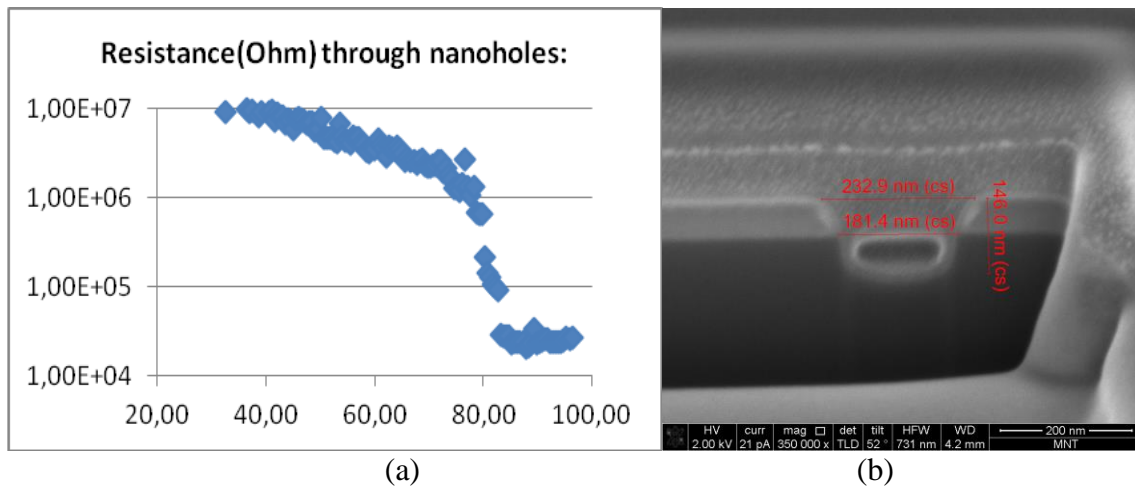 Resistance(Ohm) through nanoholes:
1,00E+07
1,00E+06
1,00E+05
1,00E+04
20,00 40,00 60,00 80,00 100,00
232.9 nm (cs)
181.4 nm (cs)
146.0 nm (cs)
HV curr mag □ det tilt HFW WD
2.00 kV 21 pA 350 000 x TLD 52 ° 731 nm 4.2 mm
200 nm
MNT
(a) (b)